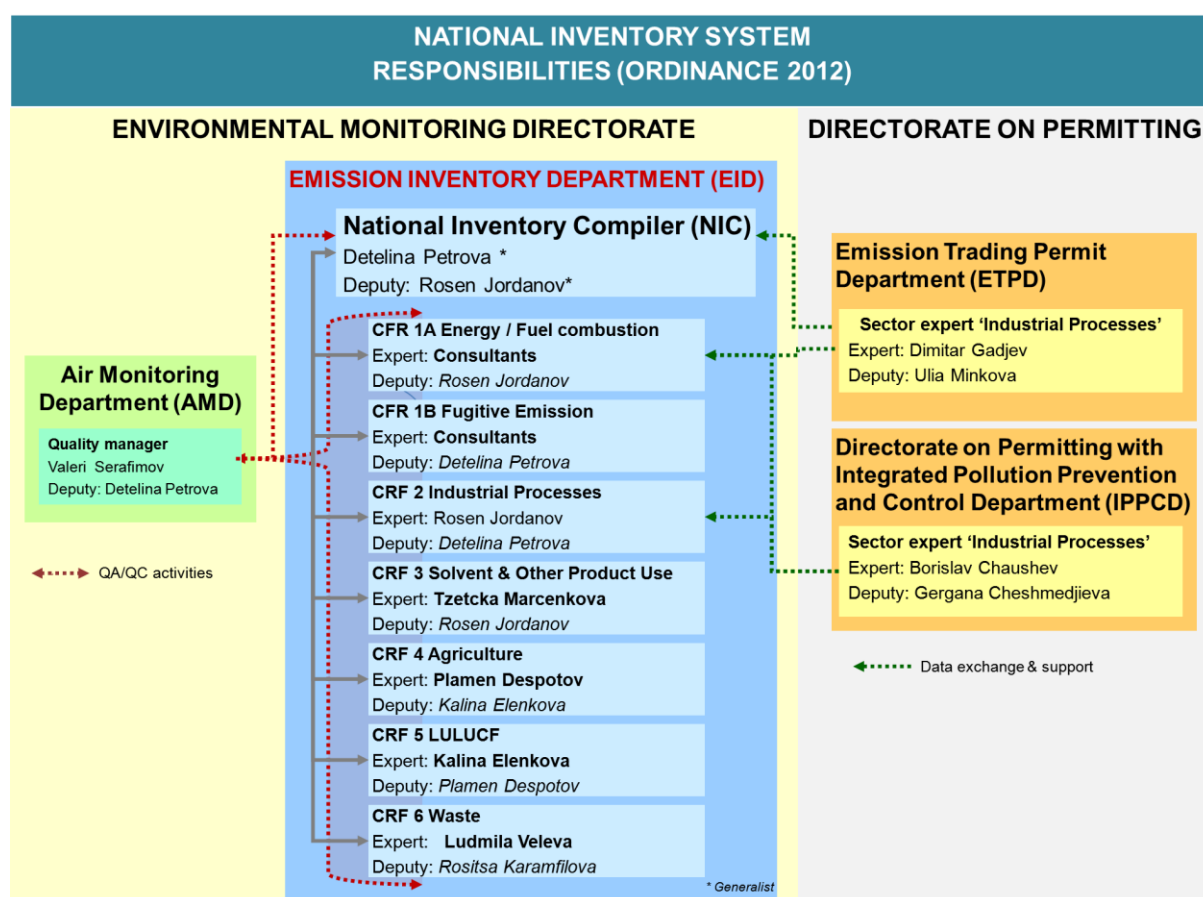 NATIONAL INVENTORY SYSTEM
RESPONSIBILITIES (ORDINANCE 2012)
ENVIRONMENTAL MONITORING DIRECTORATE
DIRECTORATE ON PERMITTING
EMISSION INVENTORY DEPARTMENT (EID)
National Inventory Compiler (NIC)
Detelina Petrova *
Deputy: Rosen Jordanov*
CFR 1A Energy / Fuel combustion
Expert: Consultants
Deputy: Rosen Jordanov
CFR 1B Fugitive Emission
Expert: Consultants
Deputy: Detelina Petrova
CRF 2 Industrial Processes
Expert: Rosen Jordanov
Deputy: Detelina Petrova
CRF 3 Solvent & Other Product Use
Expert: Tzetcka Marcenkova
Deputy: Rosen Jordanov
CRF 4 Agriculture
Expert: Plamen Despotov
Deputy: Kalina Elenkova
CRF 5 LULUCF
Expert: Kalina Elenkova
Deputy: Plamen Despotov
CRF 6 Waste
Expert: Ludmila Veleva
Deputy: Rositsa Karamfilova
* Generalist
Air Monitoring
Department (AMD)
Quality manager
Valeri Serafimov
Deputy: Detelina Petrova
QA/QC activities
Emission Trading Permit
Department (ETPD)
Sector expert ‘Industrial Processes’
Expert: Dimitar Gadjev
Deputy: Ulia Minkova
Directorate on Permitting with
Integrated Pollution Prevention
and Control Department (IPPCD)
Sector expert ‘Industrial Processes’
Expert: Borislav Chaushev
Deputy: Gergana Cheshmedjieva
Data exchange & support